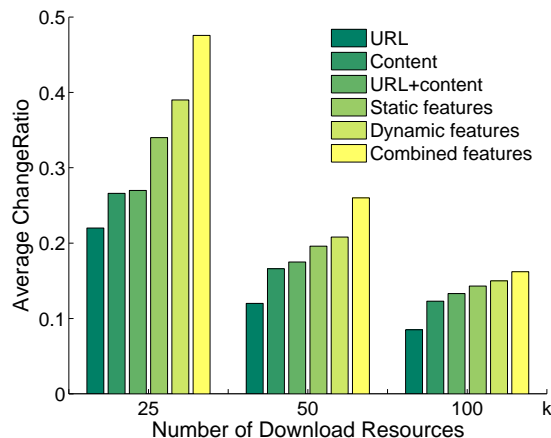 0.5
0.4
0.3
0.2
0.1
0
Average ChangeRatio
URL
Content
URL+content
Static features
Dynamic features
Combined features
25 50 100 k
Number of Download Resources